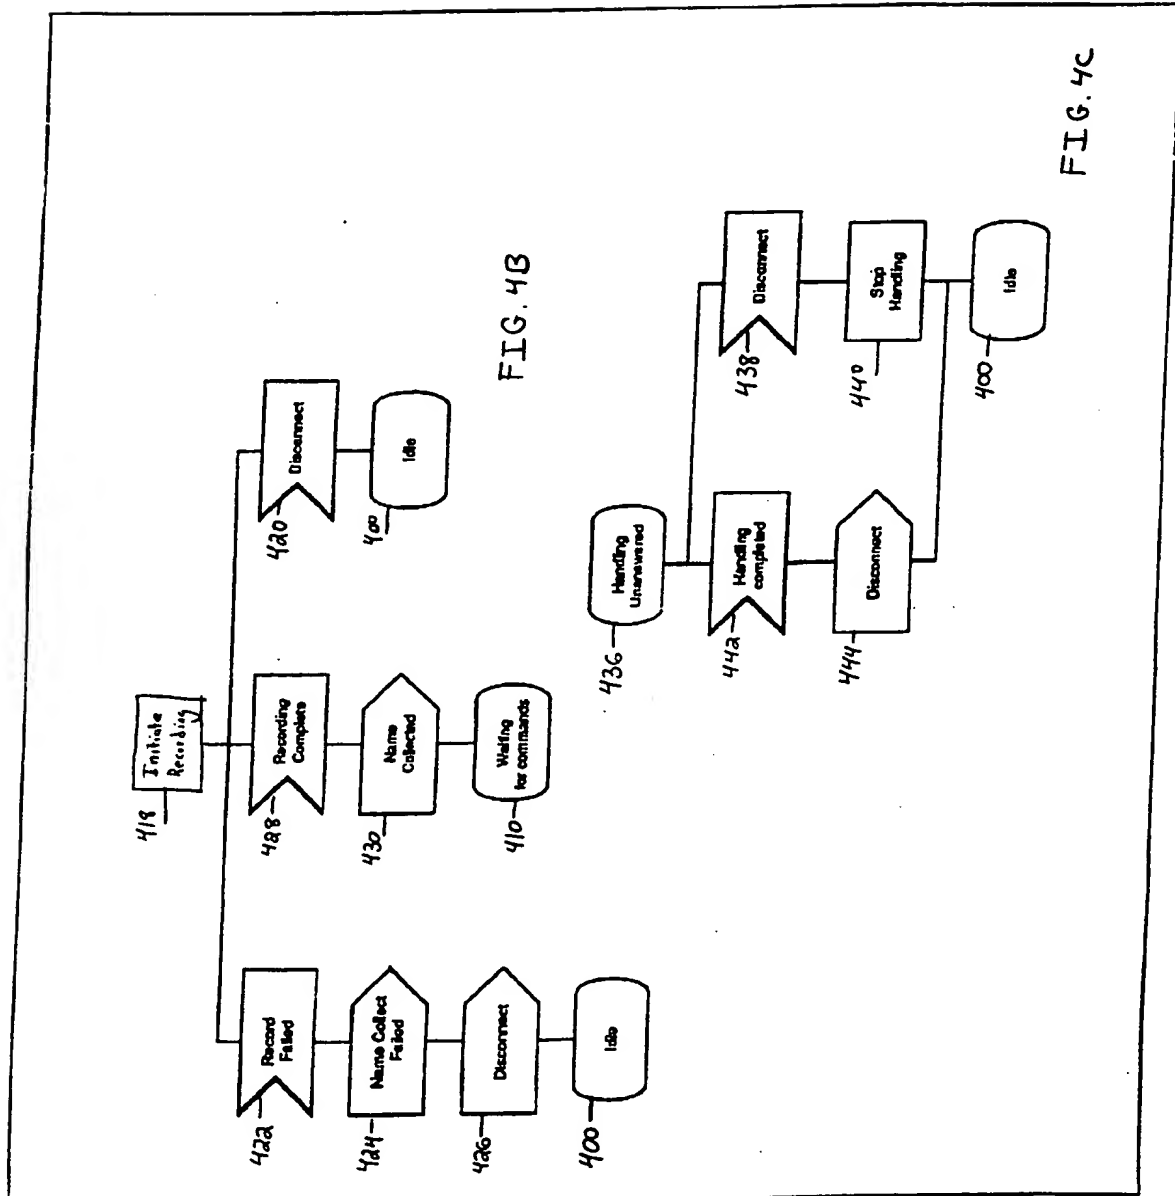 418
Initiate
Recording
422
Record
Failed
424
Name Collect
Failed
426
Disconnect
400
Idle
428
Recording
Complete
430
Name
Collected
410
Waiting
for commands
420
Disconnect
400
Idle
FIG. 4B
436
Handling
Unanswered
442
Handling
completed
444
Disconnect
438
Disconnect
440
Stop
Handling
400
Idle
FIG. 4C